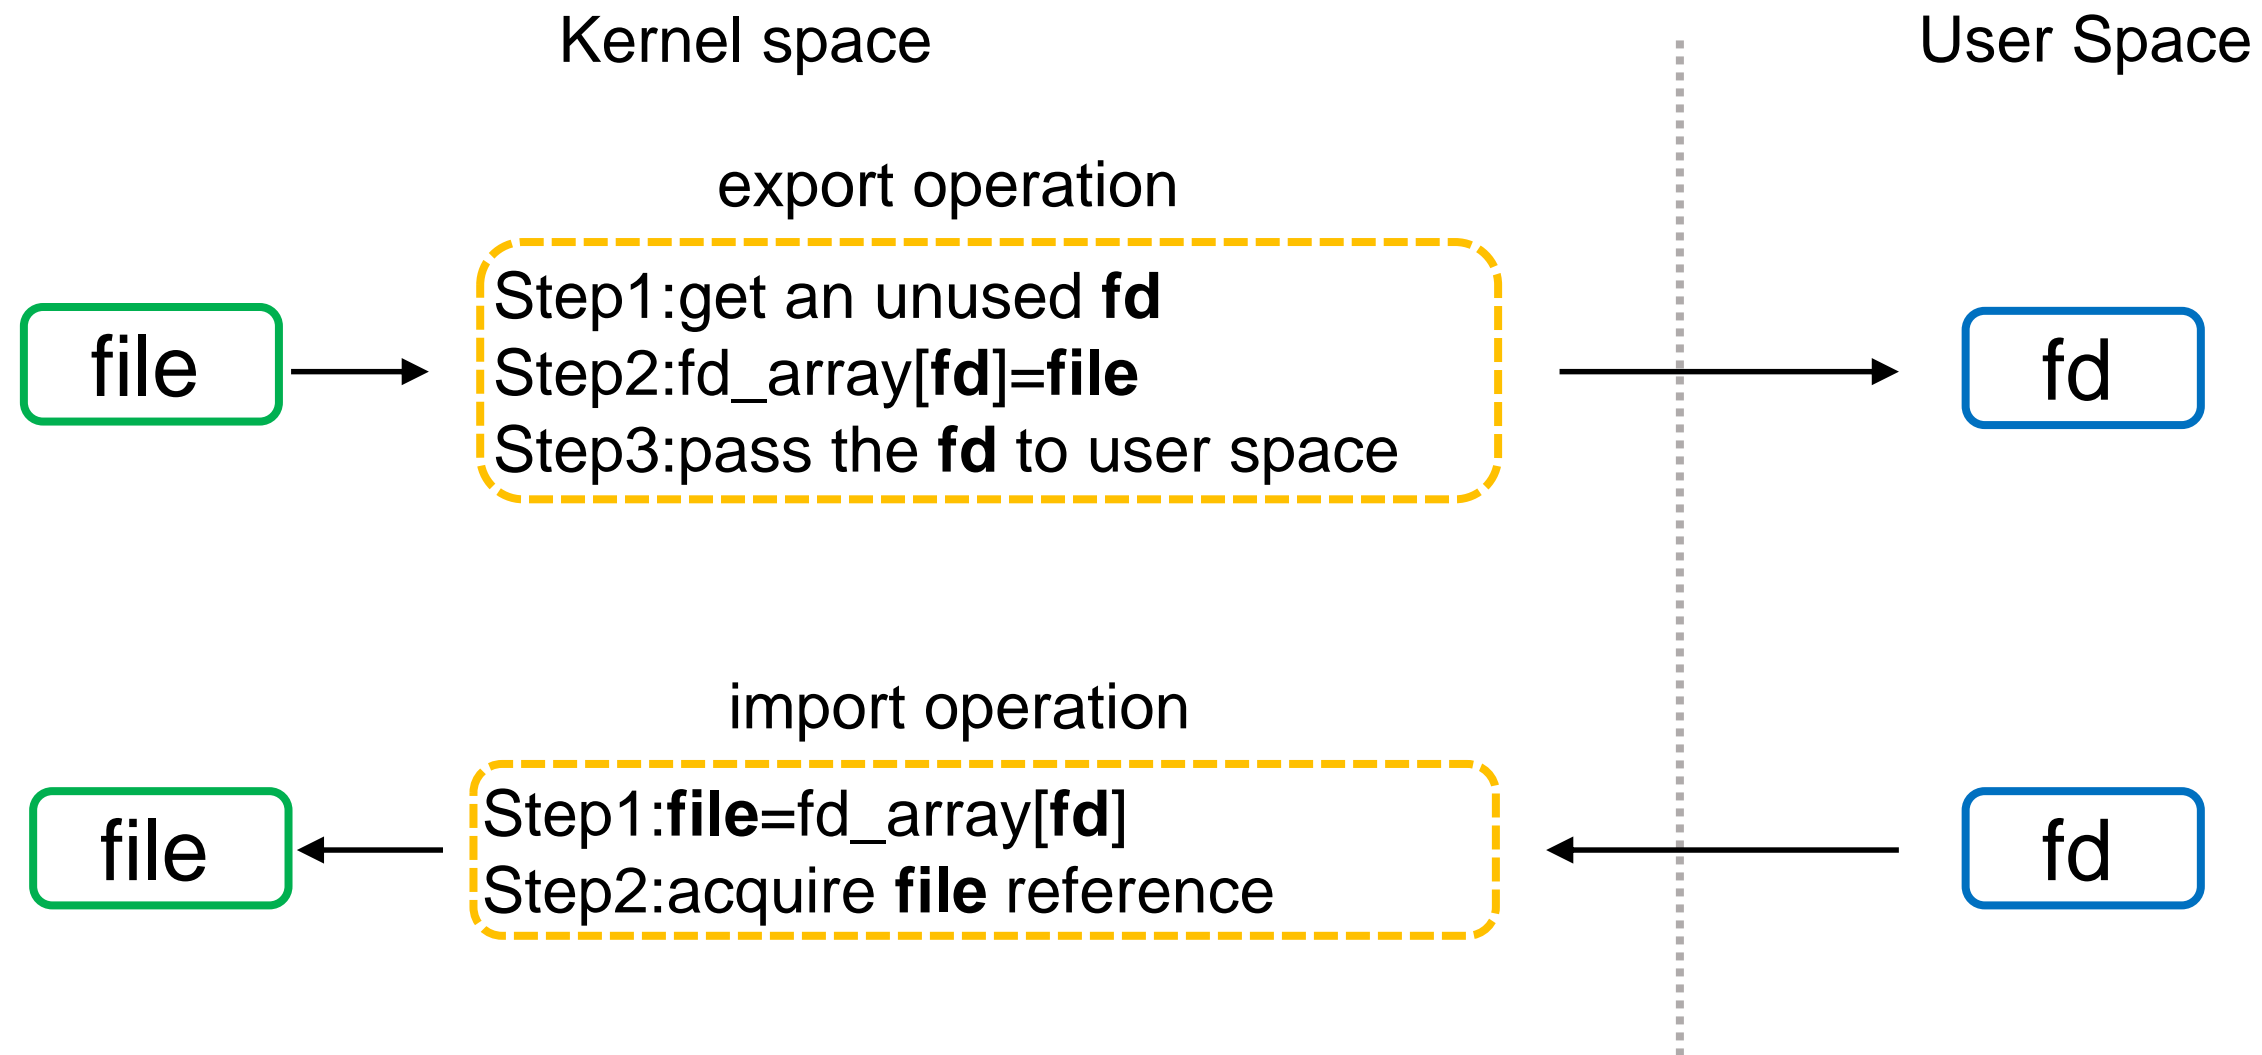 Kernel space
User Space
export operation
file
Step1:get an unused fd
Step2:fd_array[fd]=file
Step3:pass the fd to user space
fd
import operation
file
Step1:file=fd_array[fd]
Step2:acquire file reference
fd